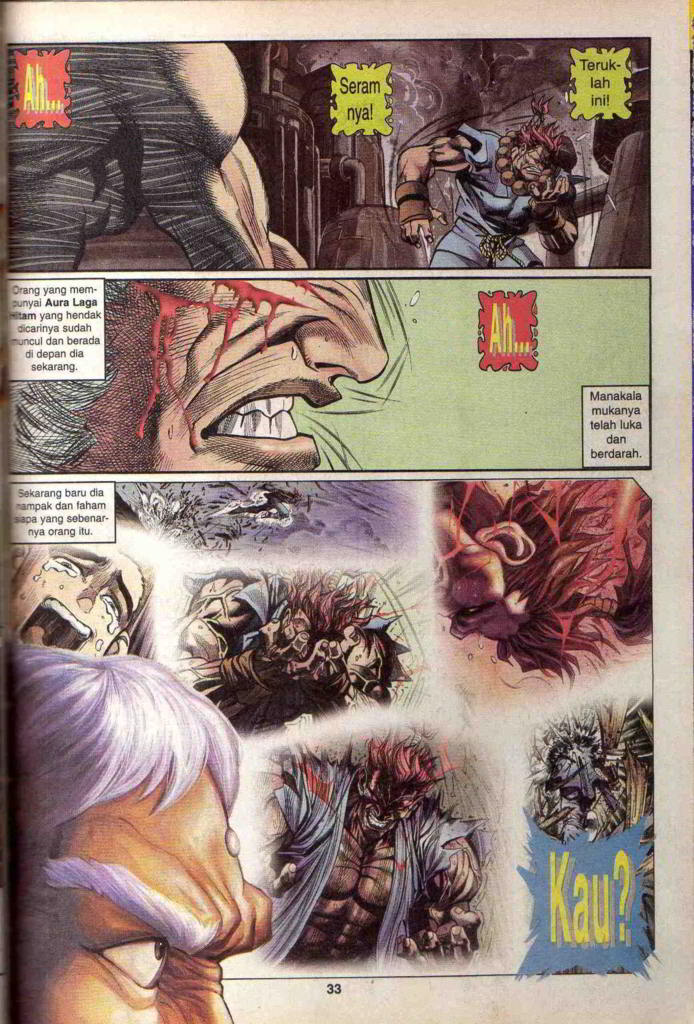 Ah...
Seram
nya!
Teruk-
lah
ini!
Orang yang mem-
punyai Aura Laga
Hitam yang hendak
dicarinya sudah
muncul dan berada
di depan dia
sekarang.
Ah...
Manakala
mukanya
telah luka
dan
berdarah.
Sekarang baru dia
nampak dan faham
siapa yang sebenar-
nya orang itu.
Kau?
33